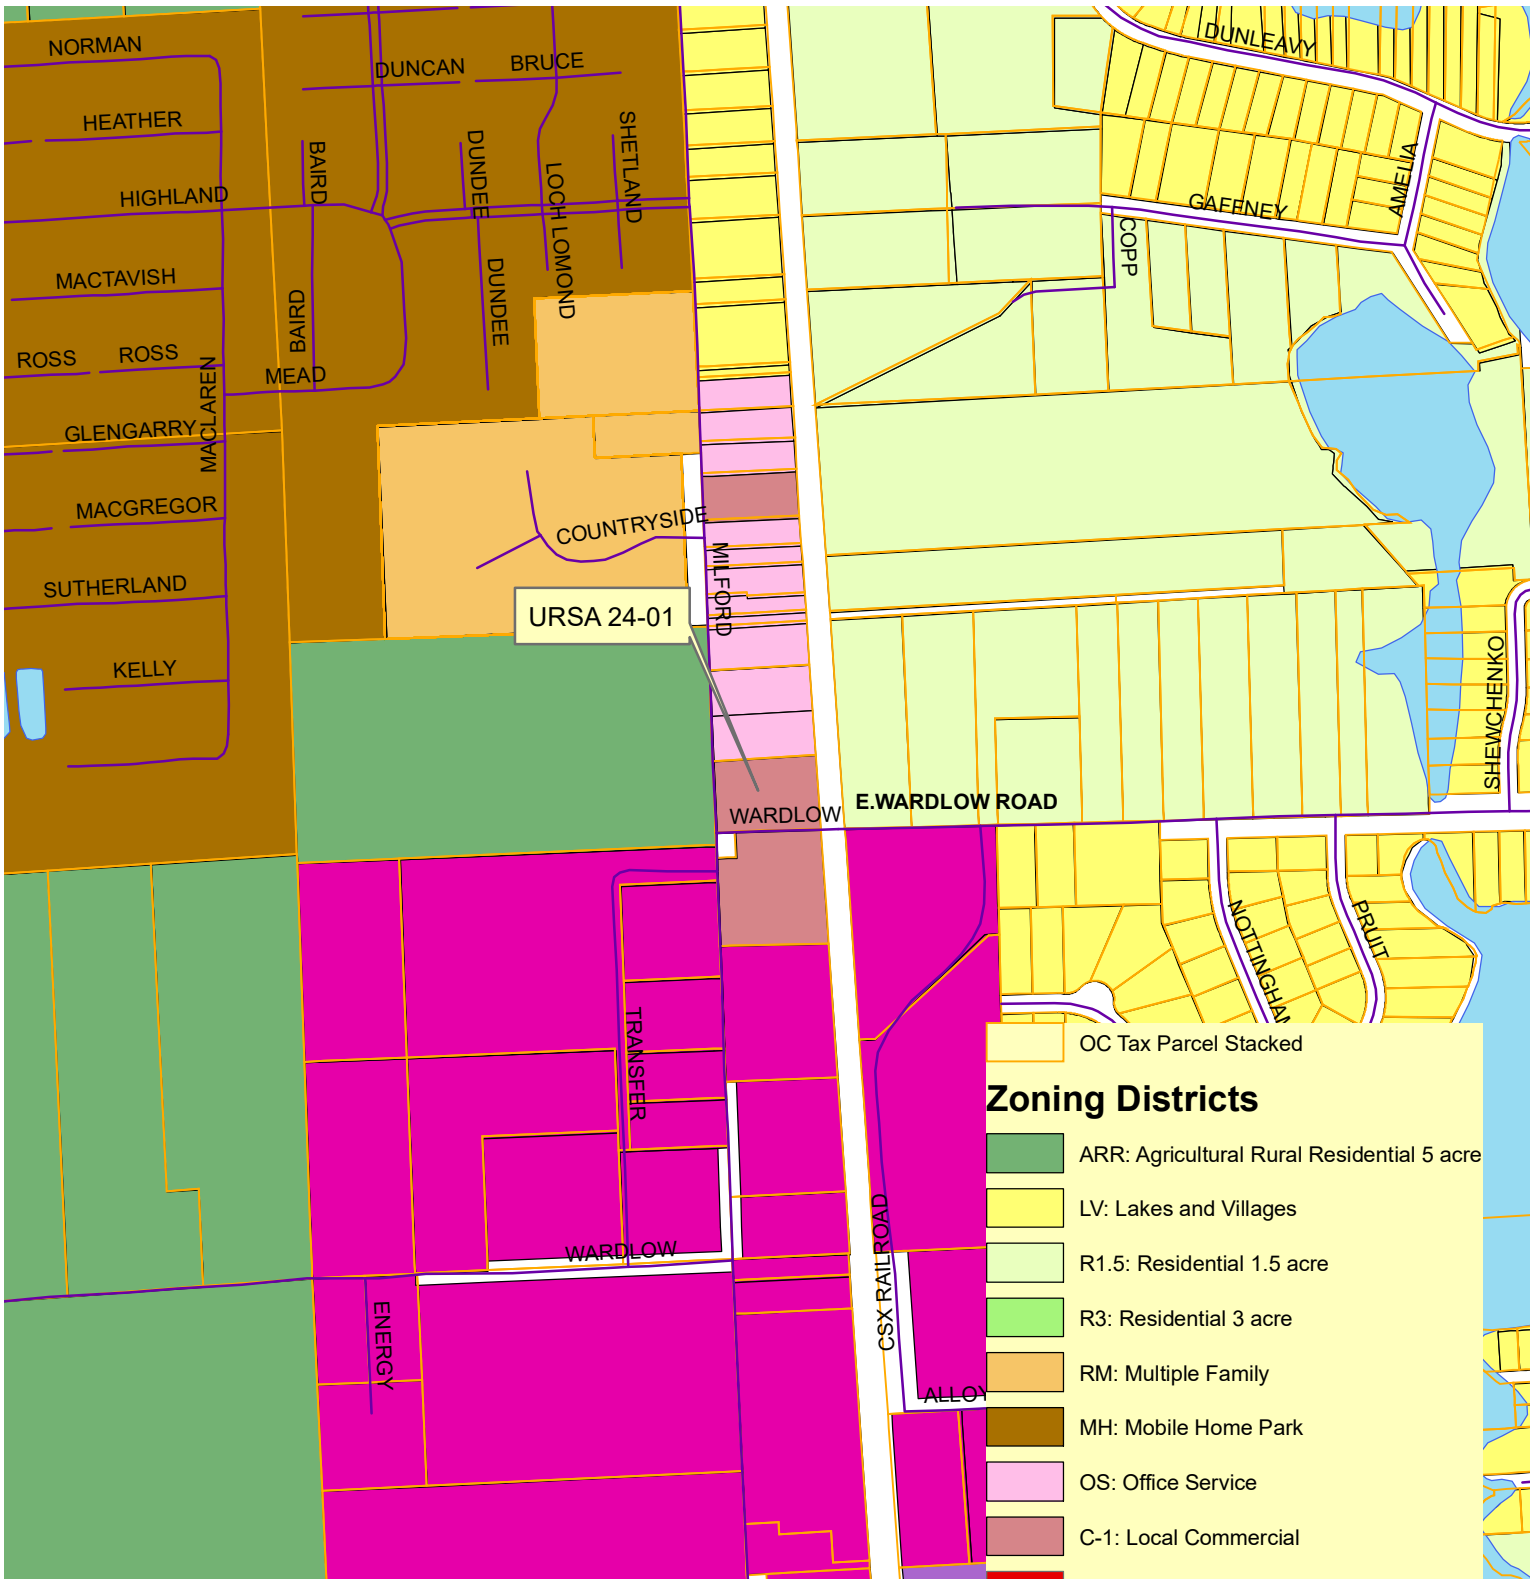 NORMAN
DUNCAN
BRUCE
DUNLEAVY
HEATHER
BAIRD
DUNDEE
SHETLAND
AMELIA
HIGHLAND
LOCH LOMOND
GAFFNEY
COPP
MACTAVISH
BAIRD
DUNDEE
ROSS
ROSS
MACLAREN
MEAD
GLENGARRY
MACGREGOR
COUNTRYSIDE
MILFORD
SUTHERLAND
URSA 24-01
KELLY
SHEWCHENKO
WARDLOW
E.WARDLOW ROAD
NOTTINGHAM
PRUIT
TRANSFER
WARDLOW
ENERGY
CSX RAILROAD
ALLOY
OC Tax Parcel Stacked
Zoning Districts
ARR: Agricultural Rural Residential 5 acre
LV: Lakes and Villages
R1.5: Residential 1.5 acre
R3: Residential 3 acre
RM: Multiple Family
MH: Mobile Home Park
OS: Office Service
C-1: Local Commercial